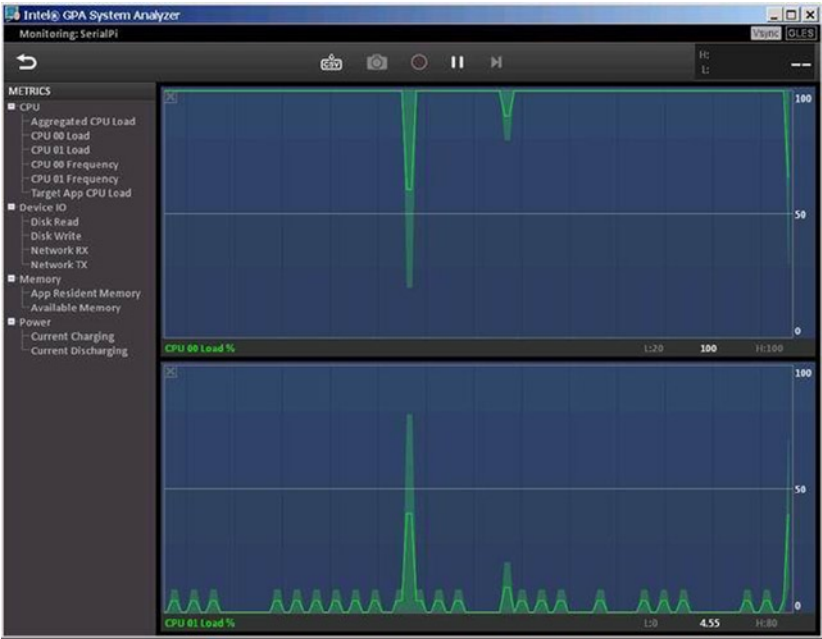 Intel® GPA System Analyzer
Monitoring: SerialPi
Vsync GLES
CSV
H:
L:
--
METRICS
CPU
Aggregated CPU Load
CPU 00 Load
CPU 01 Load
CPU 00 Frequency
CPU 01 Frequency
Target App CPU Load
Device IO
Disk Read
Disk Write
Network RX
Network TX
Memory
App Resident Memory
Available Memory
Power
Current Charging
Current Discharging
100
50
0
CPU 00 Load % L:20 100 H:100
100
50
0
CPU 01 Load % L:0 4.55 H:80